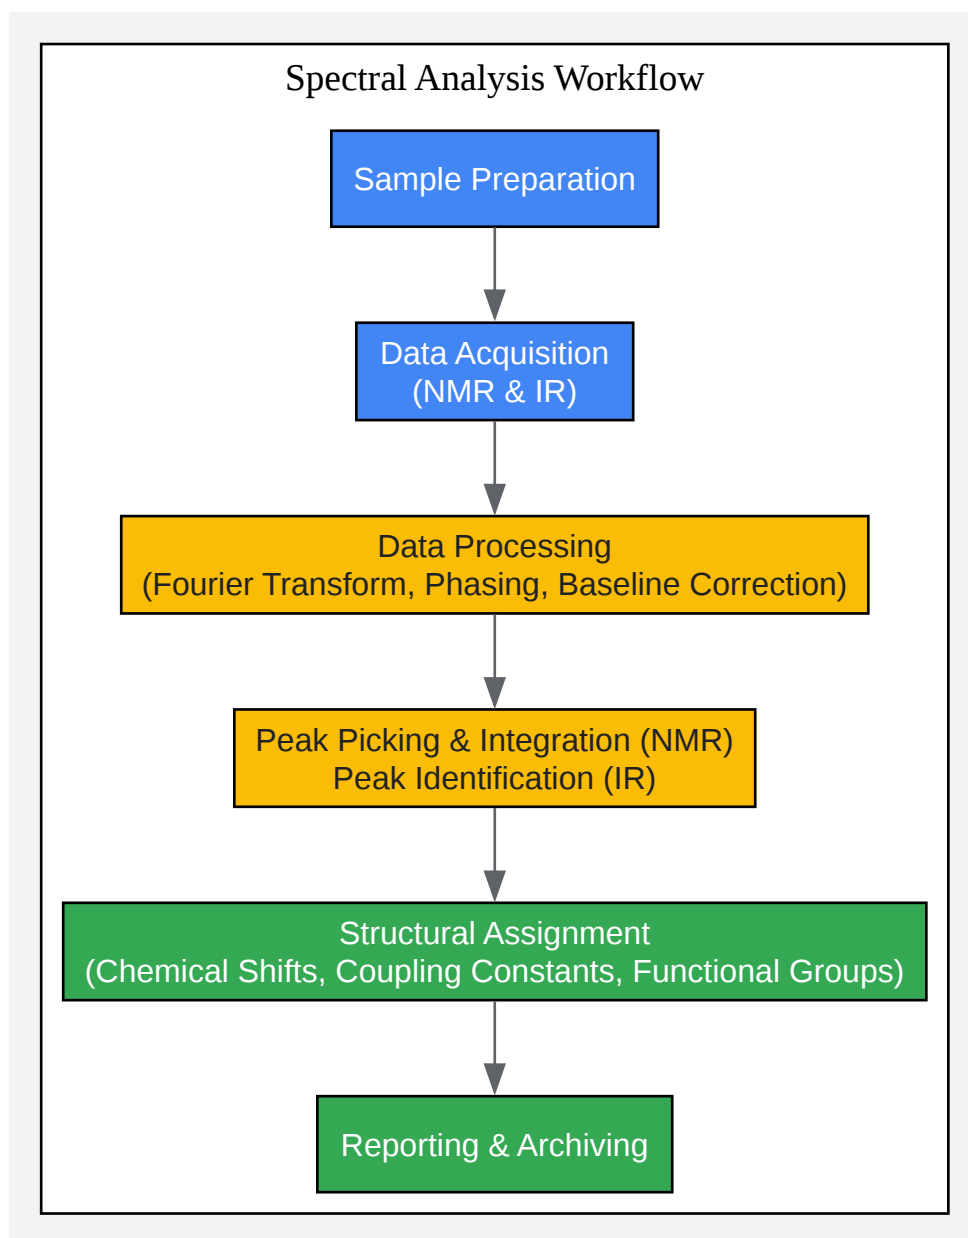 Spectral Analysis Workflow
Sample Preparation
Data Acquisition
(NMR & IR)
Data Processing
(Fourier Transform, Phasing, Baseline Correction)
Peak Picking & Integration (NMR)
Peak Identification (IR)
Structural Assignment
(Chemical Shifts, Coupling Constants, Functional Groups)
Reporting & Archiving